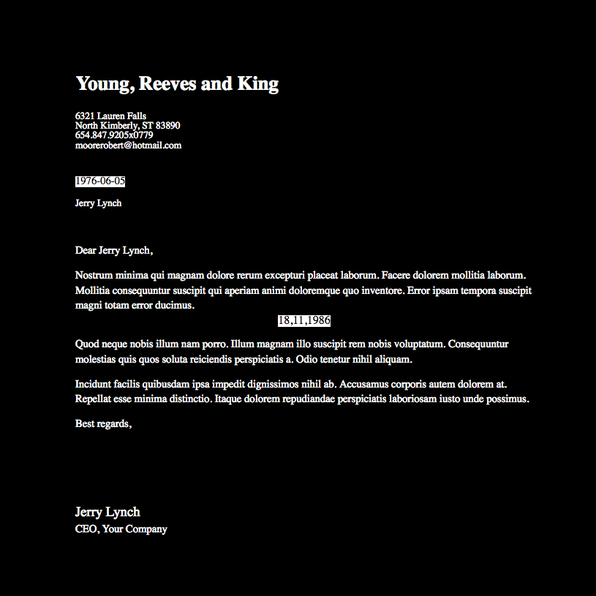 Young, Reeves and King
6321 Lauren Falls
North Kimberly, ST 83890
654.847.9205x0779
moorerobert@hotmail.com
1976-06-05
Jerry Lynch
Dear Jerry Lynch,
Nostrum minima qui magnam dolore rerum excepturi placeat laborum. Facere dolorem mollitia laborum.
Mollitia consequuntur suscipit qui aperiam animi doloremque quo inventore. Error ipsam tempora suscipit
magni totam error ducimus.
18,11,1986
Quod neque nobis illum nam porro. Illum magnam illo suscipit rem nobis voluptatum. Consequuntur
molestias quis quos soluta reiciendis perspiciatis a. Odio tenetur nihil aliquam.
Incidunt facilis quibusdam ipsa impedit dignissimos nihil ab. Accusamus corporis autem dolorem at.
Repellat esse minima distinctio. Itaque dolorem repudiandae perspiciatis laboriosam iusto unde possimus.
Best regards,
Jerry Lynch
CEO, Your Company